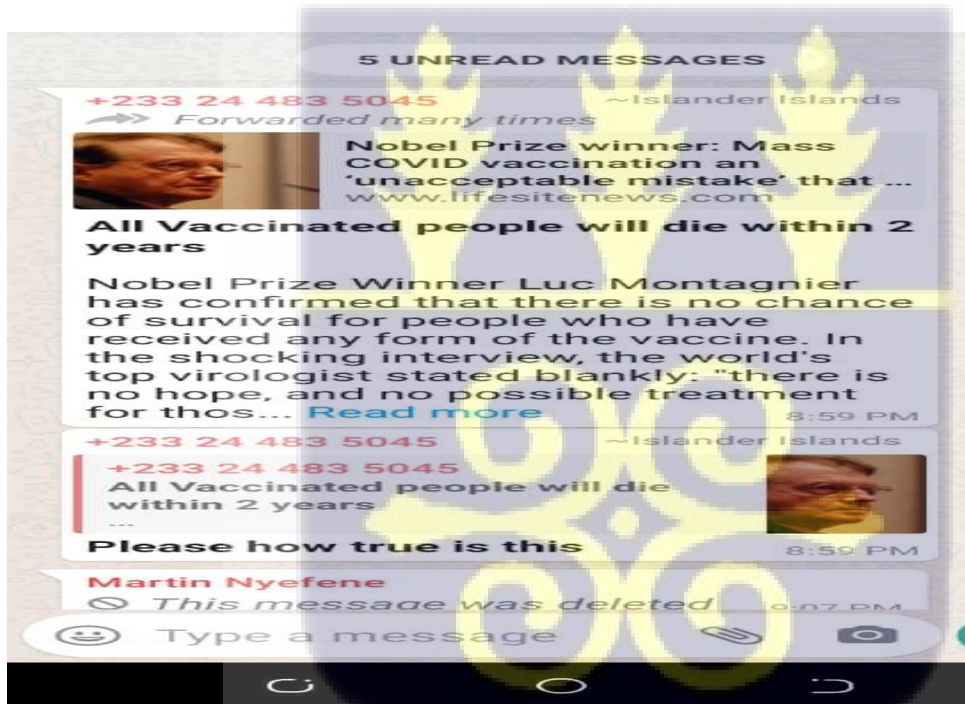 5 UNREAD MESSAGES
+233 24 483 5045 ~Islander Islands
Forwarded many times
Nobel Prize winner: Mass
COVID vaccination an
'unacceptable mistake' that ...
www.lifesitenews.com
All Vaccinated people will die within 2
years
Nobel Prize Winner Luc Montagnier
has confirmed that there is no chance
of survival for people who have
received any form of the vaccine. In
the shocking interview, the world's
top virologist stated blankly: "there is
no hope, and no possible treatment
for thos... Read more 8:59 PM
+233 24 483 5045 ~Islander Islands
+233 24 483 5045
All Vaccinated people will die
within 2 years
...
Please how true is this 8:59 PM
Martin Nyefene
This message was deleted 9:07 PM
Type a message